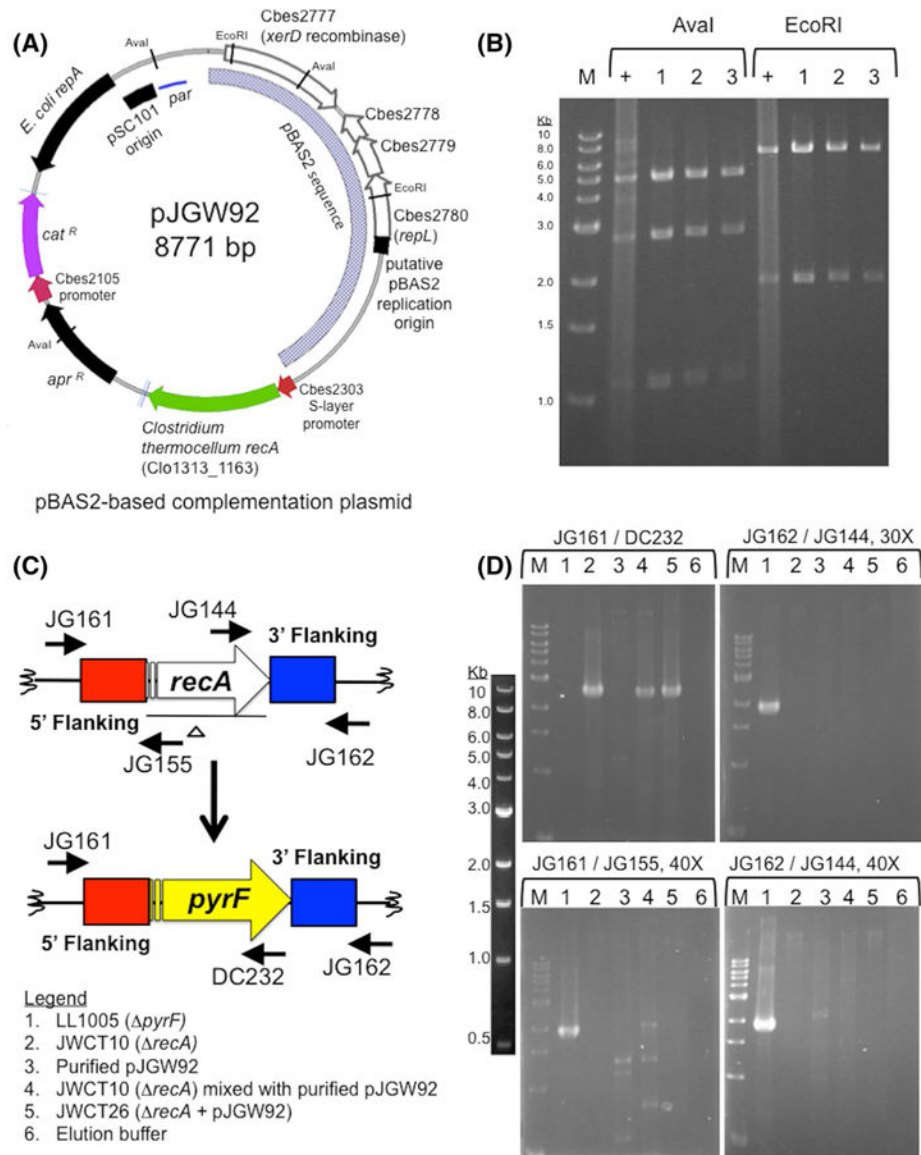 (A)
Cbes2777
(xerD recombinase)
EcoRI
AvaI
AvaI
E. coli repA
par
pSC101
origin
Cbes2778
Cbes2779
pBAS2 sequence
EcoRI
pJGW92
8771 bp
Cbes2780
(repL)
cat R
putative
pBAS2
replication
origin
Cbes2105
promoter
AvaI
apr R
Cbes2303
S-layer
promoter
Clostridium
thermocellum recA
(Clo1313_1163)
pBAS2-based complementation plasmid
(B)
AvaI EcoRI
M + 1 2 3 + 1 2 3
Kb
10
8.0
6.0
5.0
4.0
3.0
2.0
1.5
1.0
(C)
JG161
JG144
3' Flanking
recA
5' Flanking
Δ
JG155
JG162
JG161
3' Flanking
pyrF
5' Flanking
DC232
JG162
Legend
1. LL1005 (ΔpyrF)
2. JWCT10 (ΔrecA)
3. Purified pJGW92
4. JWCT10 (ΔrecA) mixed with purified pJGW92
5. JWCT26 (ΔrecA + pJGW92)
6. Elution buffer
(D)
JG161 / DC232
M 1 2 3 4 5 6
JG162 / JG144, 30X
M 1 2 3 4 5 6
Kb
10
8.0
6.0
5.0
4.0
3.0
2.0
1.5
1.0
0.5
JG161 / JG155, 40X
M 1 2 3 4 5 6
JG162 / JG144, 40X
M 1 2 3 4 5 6